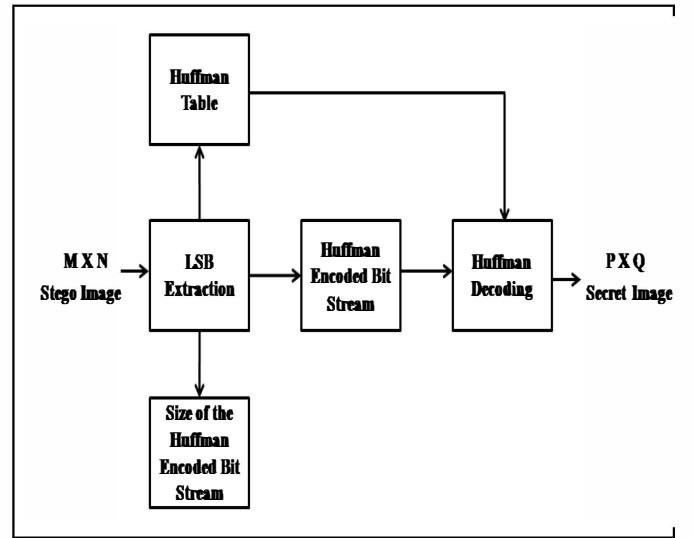 Huffman
Table
M X N
Stego Image
LSB
Extraction
Huffman
Encoded Bit
Stream
Huffman
Decoding
P X Q
Secret Image
Size of the
Huffman
Encoded Bit
Stream